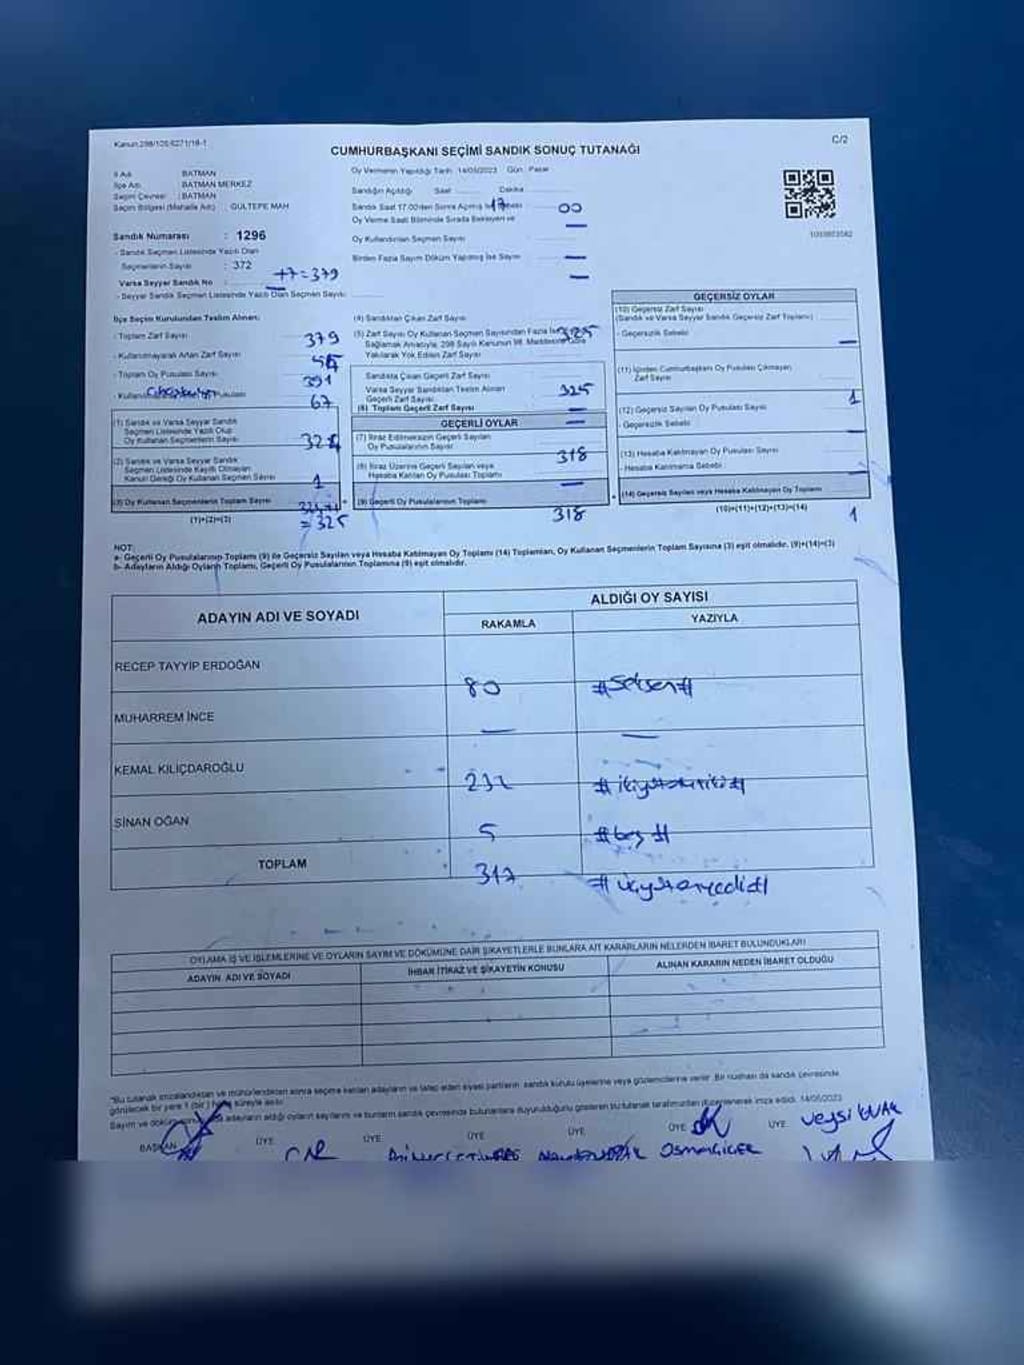 Kanun:298/105;6271/18-1
C/2
CUMHURBAŞKANI SEÇİMİ SANDIK SONUÇ TUTANAĞI
İl Adı : BATMAN
İlçe Adı : BATMAN MERKEZ
Seçim Çevresi : BATMAN
Seçim Bölgesi (Mahalle Adı) : GÜLTEPE MAH
Sandık Numarası : 1296
- Sandık Seçmen Listesinde Yazılı Olan
Seçmenlerin Sayısı : 372 +7=379
Varsa Seyyar Sandık No :
- Seyyar Sandık Seçmen Listesinde Yazılı Olan Seçmen Sayısı:
Oy Vermenin Yapıldığı Tarih: 14/05/2023 Gün: Pazar
Sandığın Açıldığı Saat Dakika
Sandık Saat 17.00'den Sonra Açılmış İse 17 00
Oy Verme Saati Bitiminde Sırada Bekleyen ve
Oy Kullandırılan Seçmen Sayısı —
Birden Fazla Sayım Döküm Yapılmış İse Sayısı —
İlçe Seçim Kurulundan Teslim Alınan:
- Toplam Zarf Sayısı 379
- Kullanılmayarak Artan Zarf Sayısı
- Toplam Oy Pusulası Sayısı 391
Pusulası 67
(1) Sandık ve Varsa Seyyar Sandık
Seçmen Listesinde Yazılı Olup
Oy Kullanan Seçmenlerin Sayısı 324
(2) Sandık ve Varsa Seyyar Sandık
Seçmen Listesinde Kayıtlı Olmayan
Kanun Gereği Oy Kullanan Seçmen Sayısı 1
(3) Oy Kullanan Seçmenlerin Toplam Sayısı 324+1
(1)+(2)=(3) = 325
(4) Sandıktan Çıkan Zarf Sayısı 325
(5) Zarf Sayısı Oy Kullanan Seçmen Sayısından Fazla İse
Sağlamak Amacıyla, 298 Sayılı Kanunun 98. Maddesine Göre
Yakılarak Yok Edilen Zarf Sayısı
Sandıkta Çıkan Geçerli Zarf Sayısı
Varsa Seyyar Sandıktan Teslim Alınan
Geçerli Zarf Sayısı 325
(6) Toplam Geçerli Zarf Sayısı
GEÇERLİ OYLAR
(7) İtiraz Edilmeksizin Geçerli Sayılan
Oy Pusulalarının Sayısı 318
(8) İtiraz Üzerine Geçerli Sayılan veya
Hesaba Katılan Oy Pusulası Toplamı —
(9) Geçerli Oy Pusulalarının Toplamı 318
GEÇERSİZ OYLAR
(10) Geçersiz Zarf Sayısı
(Sandık ve Varsa Seyyar Sandık Geçersiz Zarf Toplamı)
- Geçersizlik Sebebi: —
(11) İçinden Cumhurbaşkanı Oy Pusulası Çıkmayan
Zarf Sayısı 1
(12) Geçersiz Sayılan Oy Pusulası Sayısı
- Geçersizlik Sebebi: —
(13) Hesaba Katılmayan Oy Pusulası Sayısı
- Hesaba Katılmama Sebebi: —
(14) Geçersiz Sayılan veya Hesaba Katılmayan Oy Toplamı
(10)+(11)+(12)+(13)=(14) 1
NOT:
a- Geçerli Oy Pusulalarının Toplamı (9) ile Geçersiz Sayılan veya Hesaba Katılmayan Oy Toplamı (14) Toplamları, Oy Kullanan Seçmenlerin Toplam Sayısına (3) eşit olmalıdır. (9)+(14)=(3)
b- Adayların Aldığı Oyların Toplamı, Geçerli Oy Pusulalarının Toplamına (9) eşit olmalıdır.
ADAYIN ADI VE SOYADI
ALDIĞI OY SAYISI
RAKAMLA YAZIYLA
RECEP TAYYİP ERDOĞAN 80 #Seksen#
MUHARREM İNCE — —
KEMAL KILIÇDAROĞLU 232 #ikiyüzotuziki#
SİNAN OĞAN 5 #beş#
TOPLAM 317 #üçyüzonyedi#
OYLAMA İŞ VE İŞLEMLERİNE VE OYLARIN SAYIM VE DÖKÜMÜNE DAİR ŞİKAYETLERLE BUNLARA AİT KARARLARIN NELERDEN İBARET BULUNDUKLARI
ADAYIN ADI VE SOYADI İHBAR İTİRAZ VE ŞİKAYETİN KONUSU ALINAN KARARIN NEDEN İBARET OLDUĞU
"Bu tutanak imzalandıktan ve mühürlendikten sonra seçime katılan adayların ve talep eden siyasi partilerin sandık kurulu üyelerine veya gözlemcilerine verilir. Bir nüshası da sandık çevresinde
görülecek bir yere 1 (bir) süreyle asılır.
Sayım ve döküm adayların aldığı oyların sayılarını ve bunların sandık çevresinde bulunanlara duyurulduğunu gösteren bu tutanak tarafımızdan düzenlenerek imza edildi. 14/05/2023
BAŞKAN ÜYE ÜYE ÜYE ÜYE ÜYE ÜYE Veysi